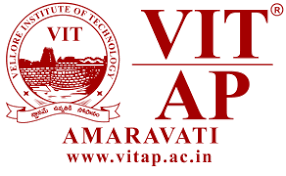 VELLORE INSTITUTE OF TECHNOLOGY
VIT
VIT®
AP
AMARAVATI
www.vitap.ac.in